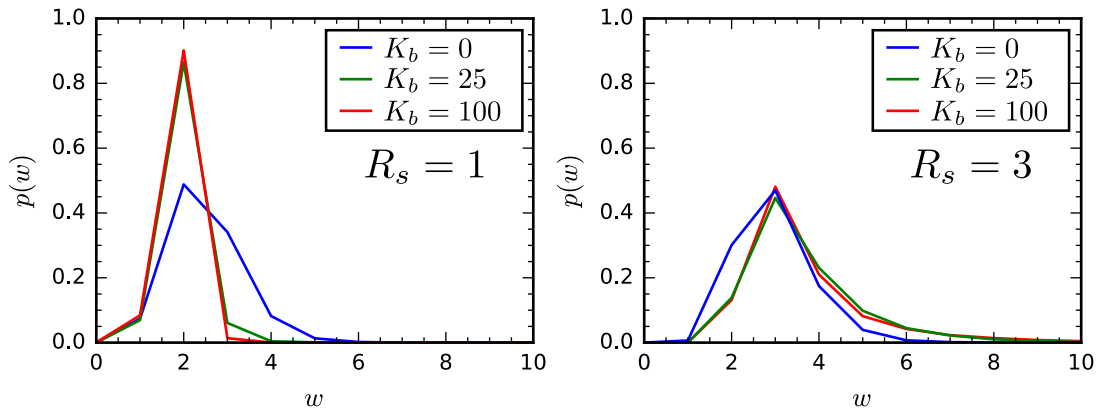 1.0
0.8
0.6
0.4
0.2
0.0
p(w)
0 2 4 6 8 10
w
K_b = 0
K_b = 25
K_b = 100
R_s = 1
1.0
0.8
0.6
0.4
0.2
0.0
p(w)
0 2 4 6 8 10
w
K_b = 0
K_b = 25
K_b = 100
R_s = 3